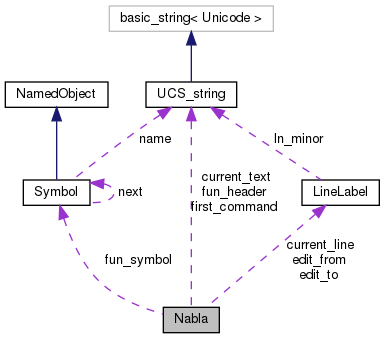 basic_string< Unicode >
NamedObject
UCS_string
name
ln_minor
Symbol
next
current_text
fun_header
first_command
LineLabel
fun_symbol
current_line
edit_from
edit_to
Nabla